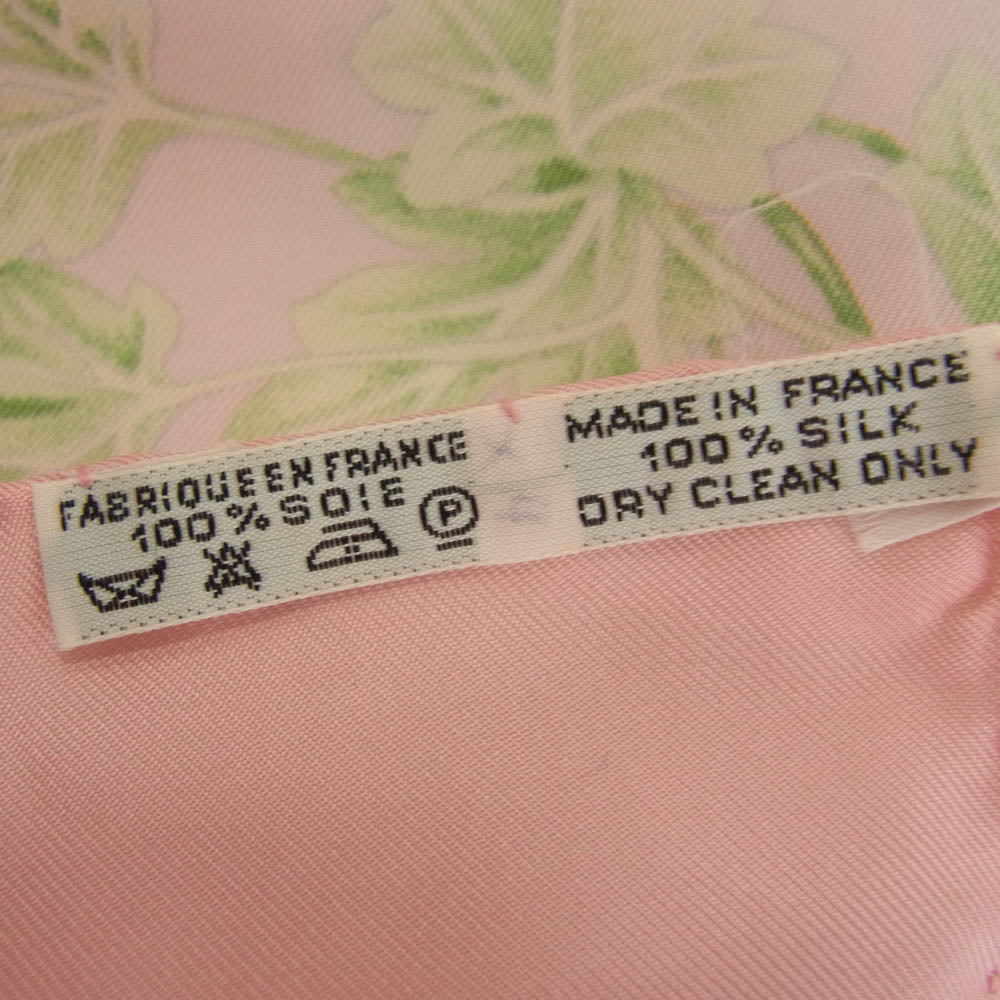 FABRIQUE EN FRANCE
100% SOIE
P
MADE IN FRANCE
100% SILK
DRY CLEAN ONLY